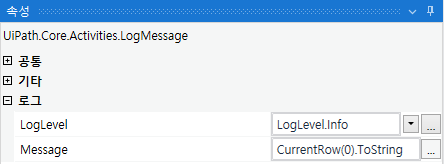 속성
UiPath.Core.Activities.LogMessage
공통
기타
로그
LogLevel LogLevel.Info ...
Message CurrentRow(0).ToString ...